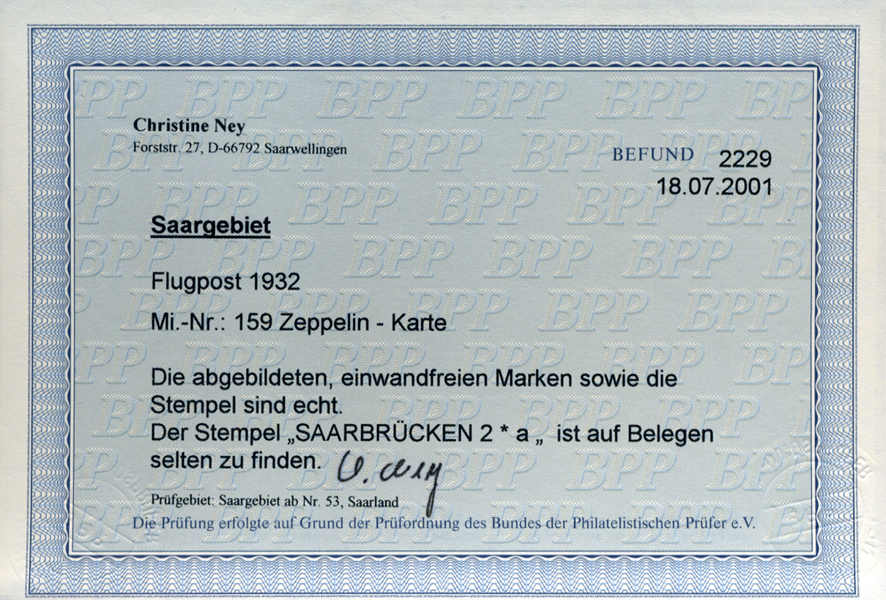 Christine Ney
Forststr. 27, D-66792 Saarwellingen
BEFUND 2229
18.07.2001
Saargebiet
Flugpost 1932
Mi.-Nr.: 159 Zeppelin - Karte
Die abgebildeten, einwandfreien Marken sowie die
Stempel sind echt.
Der Stempel „SAARBRÜCKEN 2 * a „ ist auf Belegen
selten zu finden.
Prüfgebiet: Saargebiet ab Nr. 53, Saarland
Die Prüfung erfolgte auf Grund der Prüfordnung des Bundes der Philatelistischen Prüfer e.V.